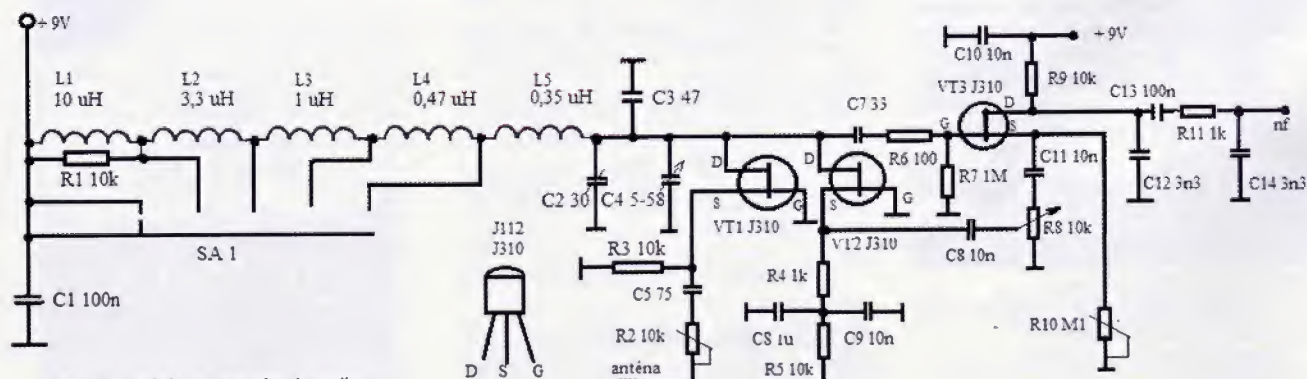 + 9V
L1
10 uH
L2
3,3 uH
L3
1 uH
L4
0,47 uH
L5
0,35 uH
C3 47
C10 10n
+ 9V
R9 10k
VT3 J310
C13 100n
C7 33
D
G
S
R11 1k
nf
R1 10k
R6 100
R7 1M
C11 10n
C12 3n3
C14 3n3
D
S
G
D
S
G
C2 30
C4 5-58
VT1 J310
VT2 J310
SA 1
J112
J310
R3 10k
R8 10k
C8 10n
C5 75
R4 1k
C1 100n
R2 10k
C8 1u
C9 10n
R10 M1
D S G
anténa
R5 10k